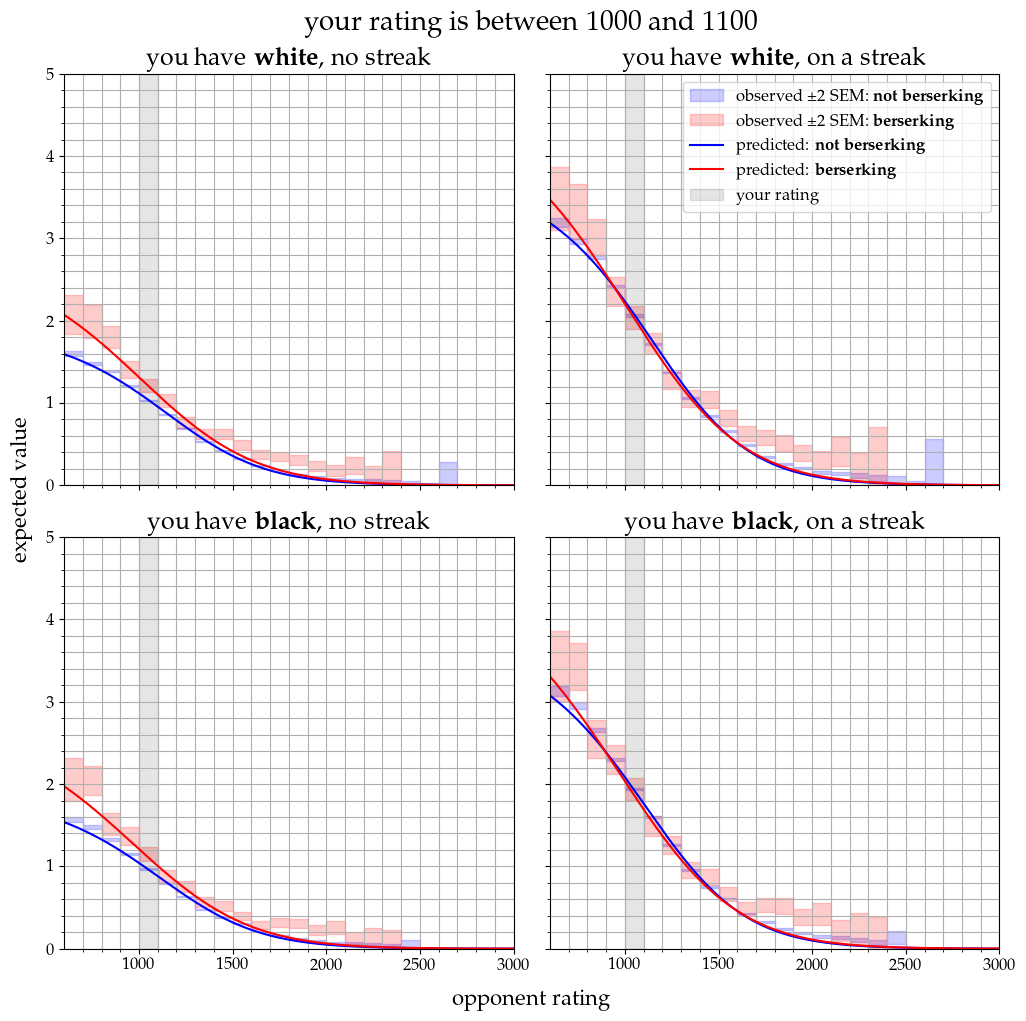 your rating is between 1000 and 1100
you have white, no streak
you have white, on a streak
5
4
3
2
1
0
observed ±2 SEM: not berserking
observed ±2 SEM: berserking
predicted: not berserking
predicted: berserking
your rating
expected value
you have black, no streak
you have black, on a streak
5
4
3
2
1
0
1000 1500 2000 2500 3000
1000 1500 2000 2500 3000
opponent rating